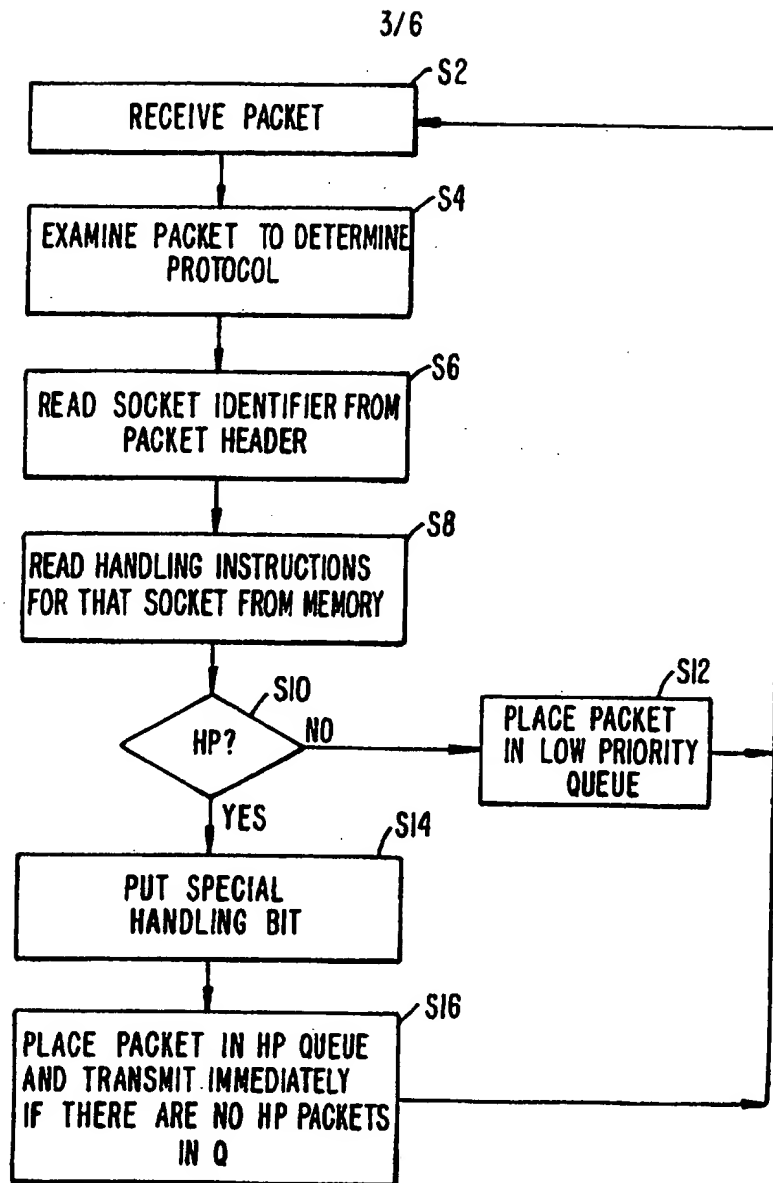 3/6
S2
RECEIVE PACKET
S4
EXAMINE PACKET TO DETERMINE
PROTOCOL
S6
READ SOCKET IDENTIFIER FROM
PACKET HEADER
S8
READ HANDLING INSTRUCTIONS
FOR THAT SOCKET FROM MEMORY
S10
HP?
NO
S12
PLACE PACKET
IN LOW PRIORITY
QUEUE
YES
S14
PUT SPECIAL
HANDLING BIT
S16
PLACE PACKET IN HP QUEUE
AND TRANSMIT IMMEDIATELY
IF THERE ARE NO HP PACKETS
IN Q